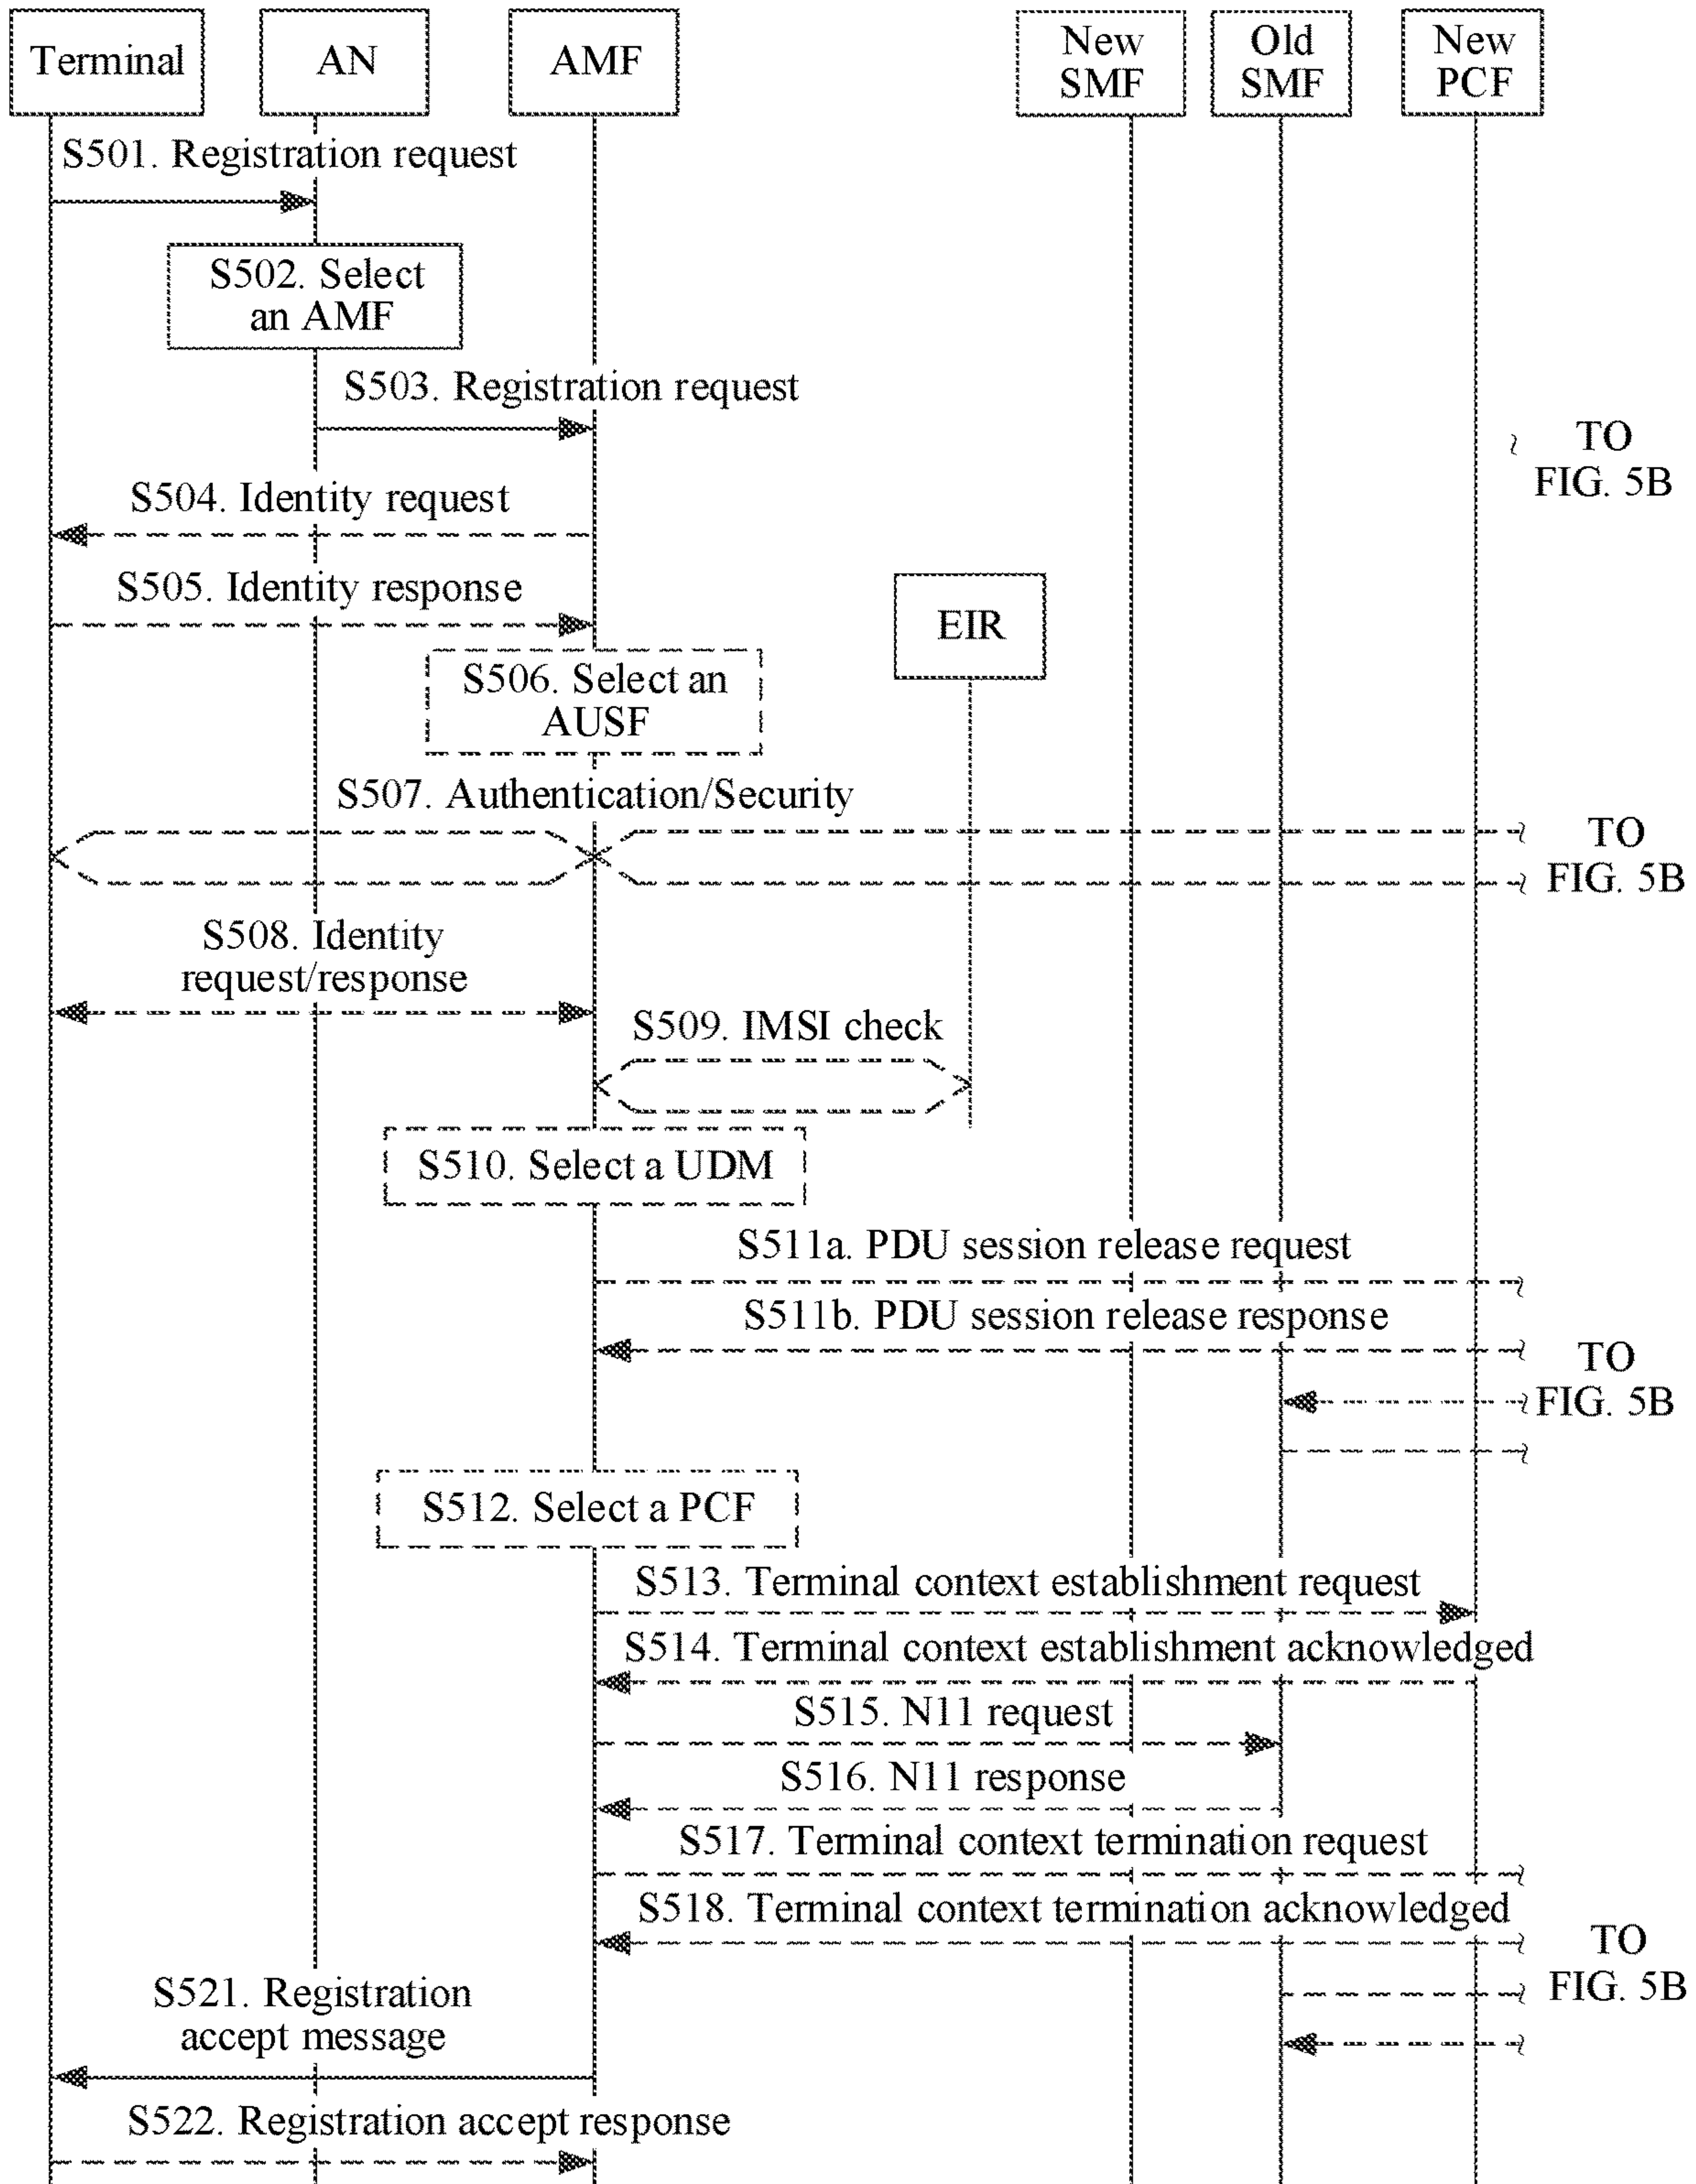 Terminal
AN
AMF
New
SMF
Old
SMF
New
PCF
S501. Registration request
S502. Select
an AMF
S503. Registration request
TO
FIG. 5B
S504. Identity request
S505. Identity response
EIR
S506. Select an
AUSF
S507. Authentication/Security
TO
FIG. 5B
S508. Identity
request/response
S509. IMSI check
S510. Select a UDM
S511a. PDU session release request
S511b. PDU session release response
TO
FIG. 5B
S512. Select a PCF
S513. Terminal context establishment request
S514. Terminal context establishment acknowledged
S515. N11 request
S516. N11 response
S517. Terminal context termination request
S518. Terminal context termination acknowledged
TO
FIG. 5B
S521. Registration
accept message
S522. Registration accept response